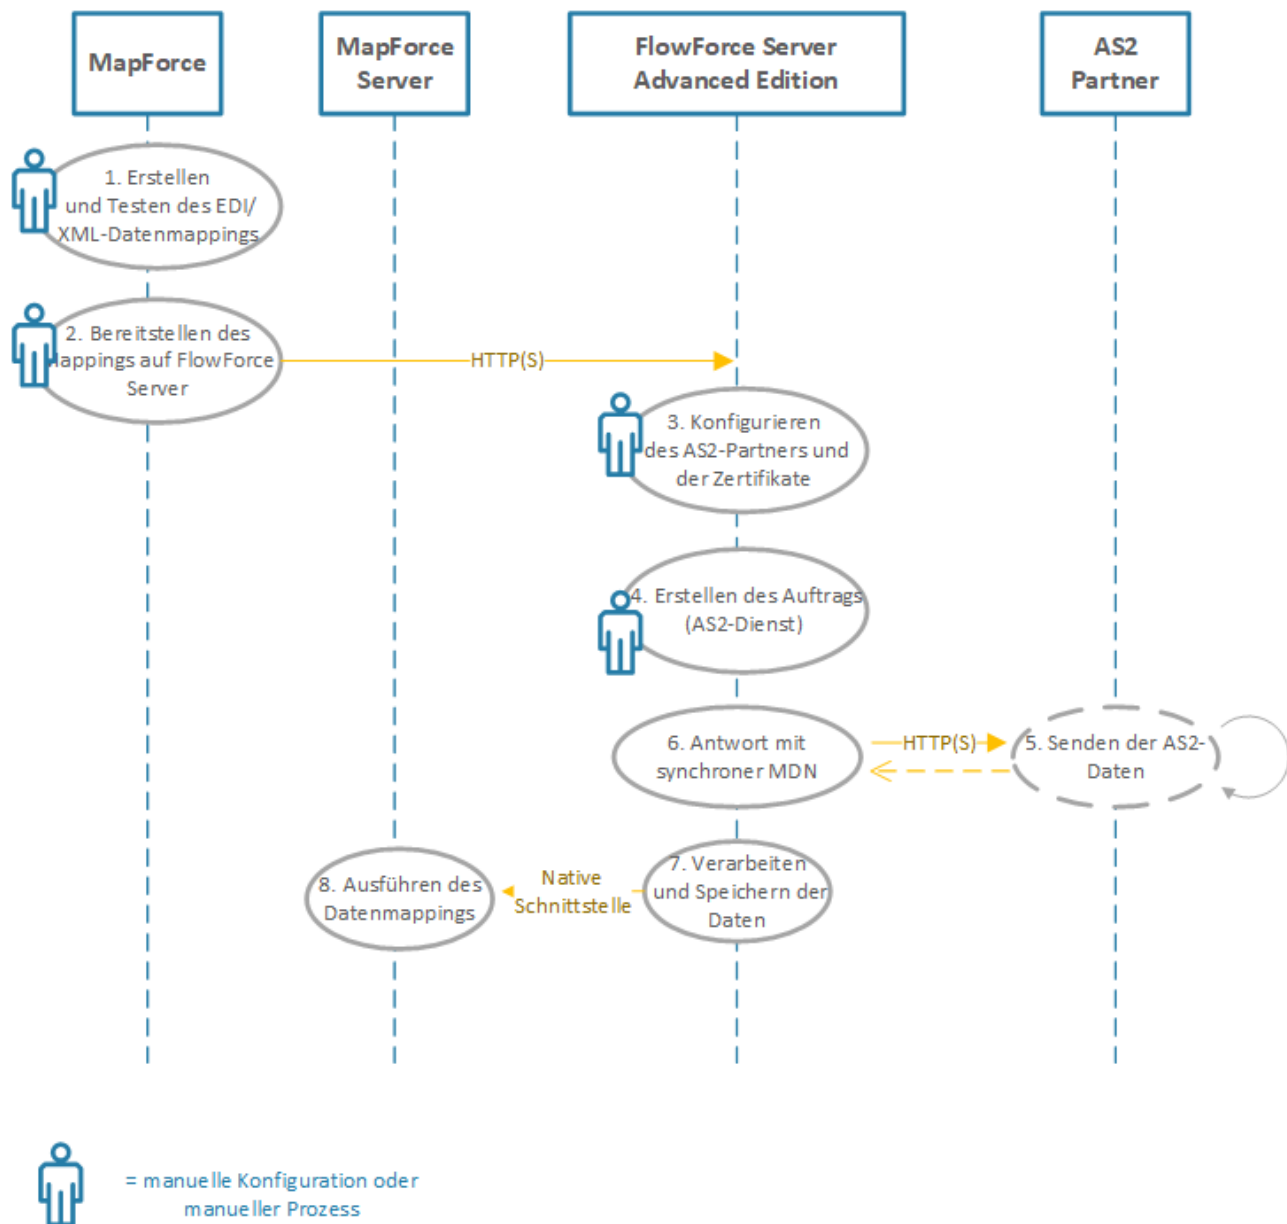 MapForce
MapForce
Server
FlowForce Server
Advanced Edition
AS2
Partner
1. Erstellen
und Testen des EDI/
XML-Datenmappings
2. Bereitstellen des
appings auf FlowForce
Server
HTTP(S)
3. Konfigurieren
des AS2-Partners und
der Zertifikate
4. Erstellen des Auftrags
(AS2-Dienst)
6. Antwort mit
synchroner MDN
HTTP(S)
5. Senden der AS2-
Daten
7. Verarbeiten
und Speichern der
Daten
Native
Schnittstelle
8. Ausführen des
Datenmappings
= manuelle Konfiguration oder
manueller Prozess